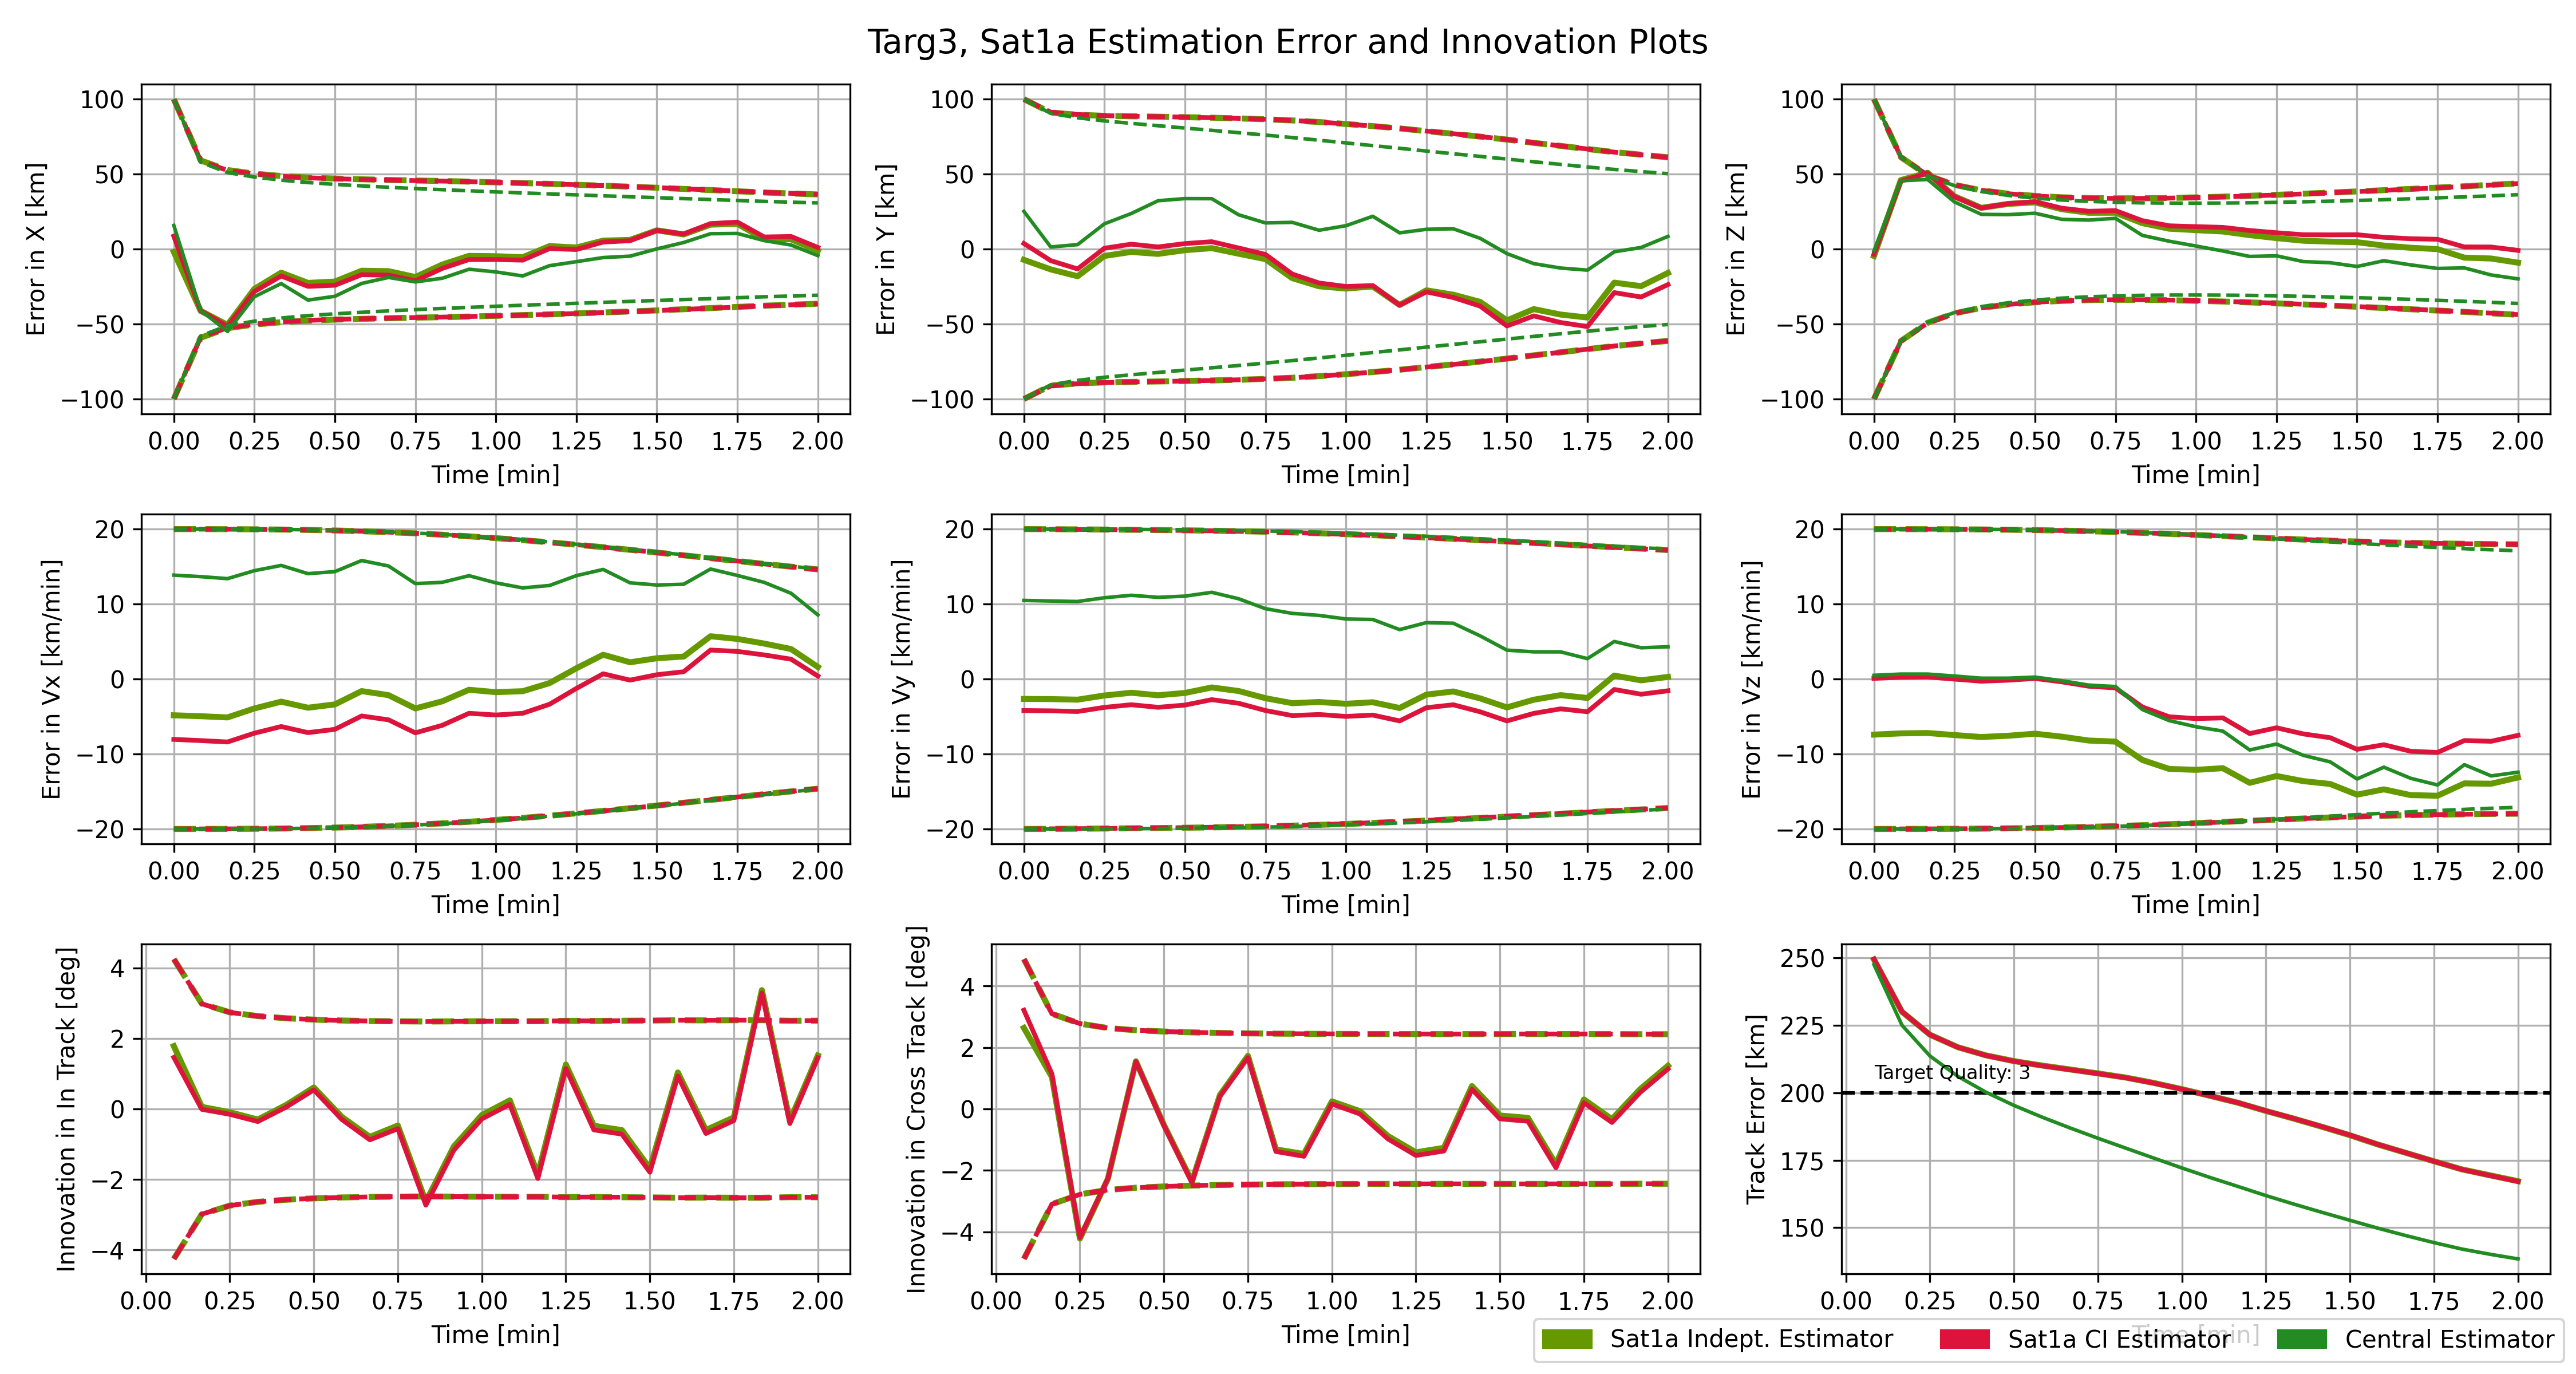 Targ3, Sat1a Estimation Error and Innovation Plots
Error in X [km]
100
50
0
−50
−100
0.00 0.25 0.50 0.75 1.00 1.25 1.50 1.75 2.00
Time [min]
Error in Y [km]
100
50
0
−50
−100
0.00 0.25 0.50 0.75 1.00 1.25 1.50 1.75 2.00
Time [min]
Error in Z [km]
100
50
0
−50
−100
0.00 0.25 0.50 0.75 1.00 1.25 1.50 1.75 2.00
Time [min]
Error in Vx [km/min]
20
10
0
−10
−20
0.00 0.25 0.50 0.75 1.00 1.25 1.50 1.75 2.00
Time [min]
Error in Vy [km/min]
20
10
0
−10
−20
0.00 0.25 0.50 0.75 1.00 1.25 1.50 1.75 2.00
Time [min]
Error in Vz [km/min]
20
10
0
−10
−20
0.00 0.25 0.50 0.75 1.00 1.25 1.50 1.75 2.00
Time [min]
Innovation in In Track [deg]
4
2
0
−2
−4
0.00 0.25 0.50 0.75 1.00 1.25 1.50 1.75 2.00
Time [min]
Innovation in Cross Track [deg]
4
2
0
−2
−4
0.00 0.25 0.50 0.75 1.00 1.25 1.50 1.75 2.00
Time [min]
Track Error [km]
250
225
200
175
150
Target Quality: 3
0.00 0.25 0.50 0.75 1.00 1.25 1.50 1.75 2.00
Time [min]
Sat1a Indept. Estimator
Sat1a CI Estimator
Central Estimator